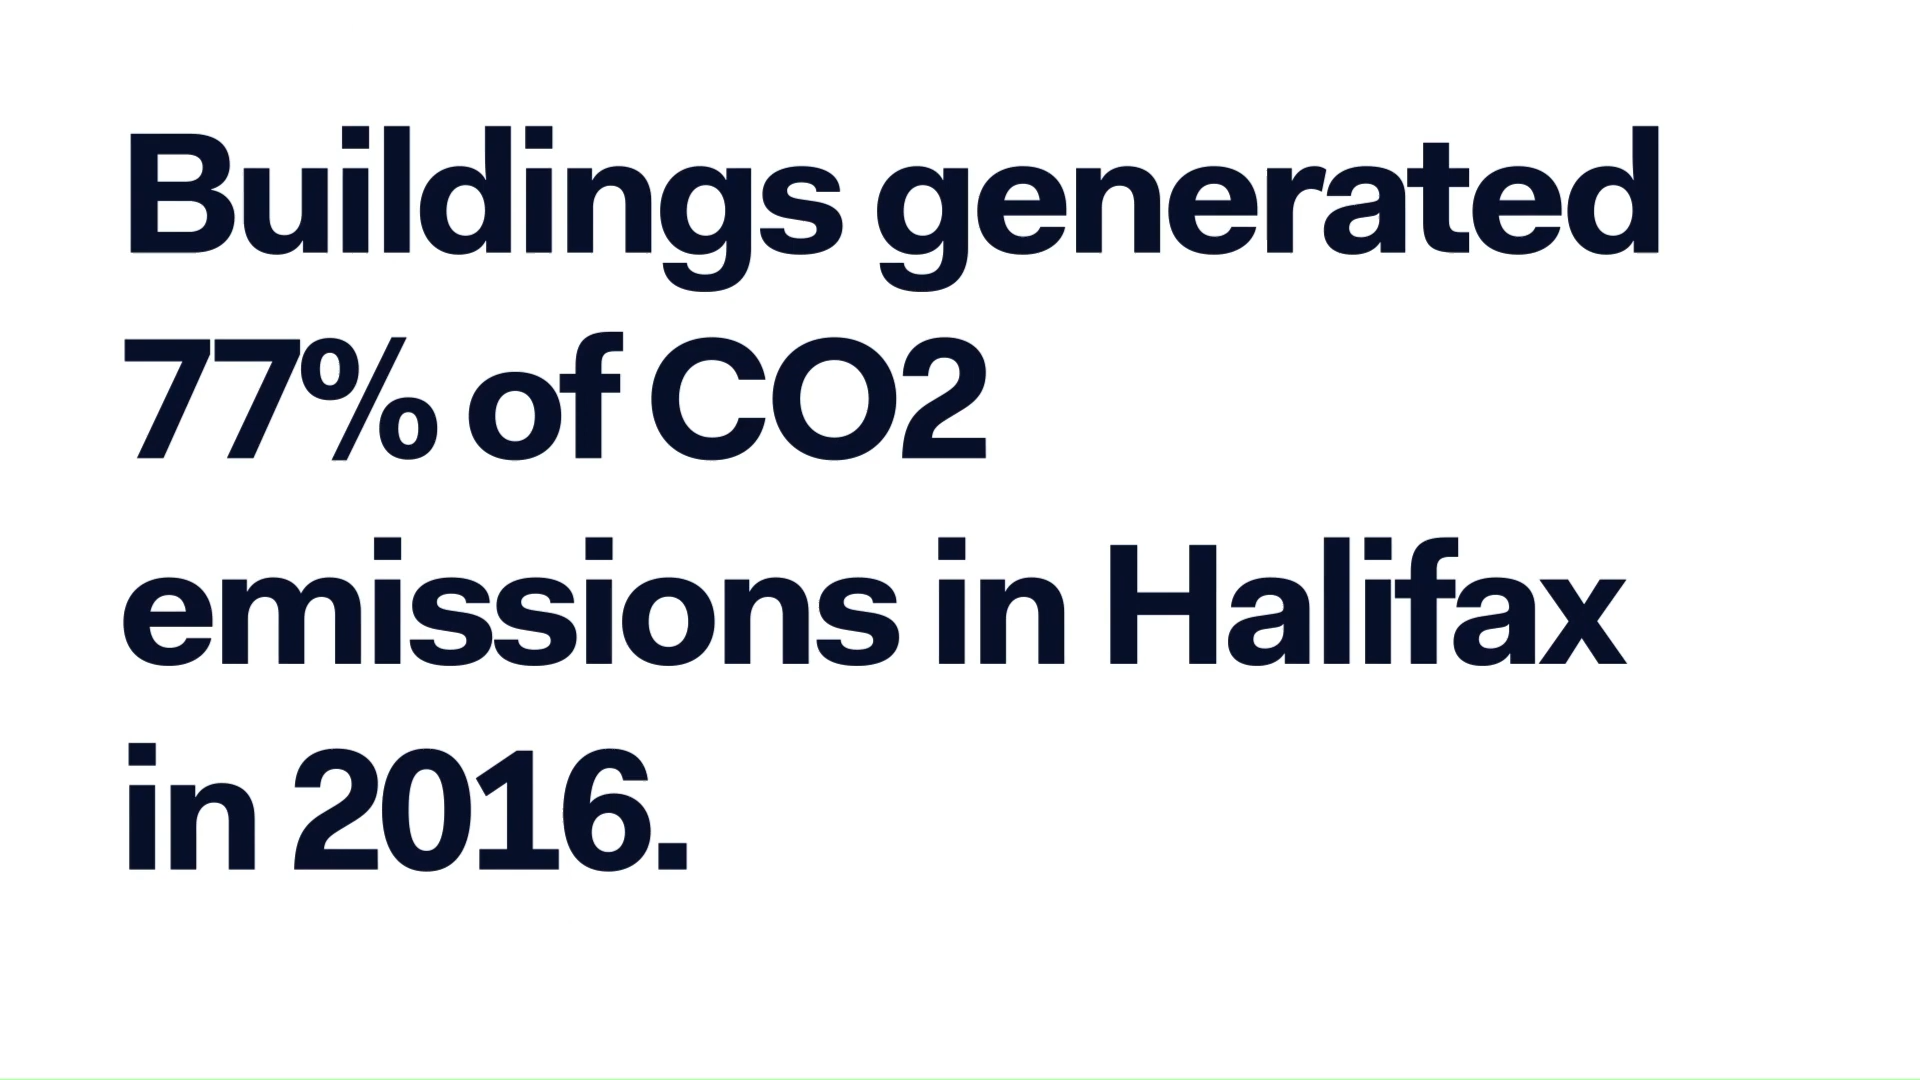 Buildings generated
77% of CO2
emissions in Halifax
in 2016.